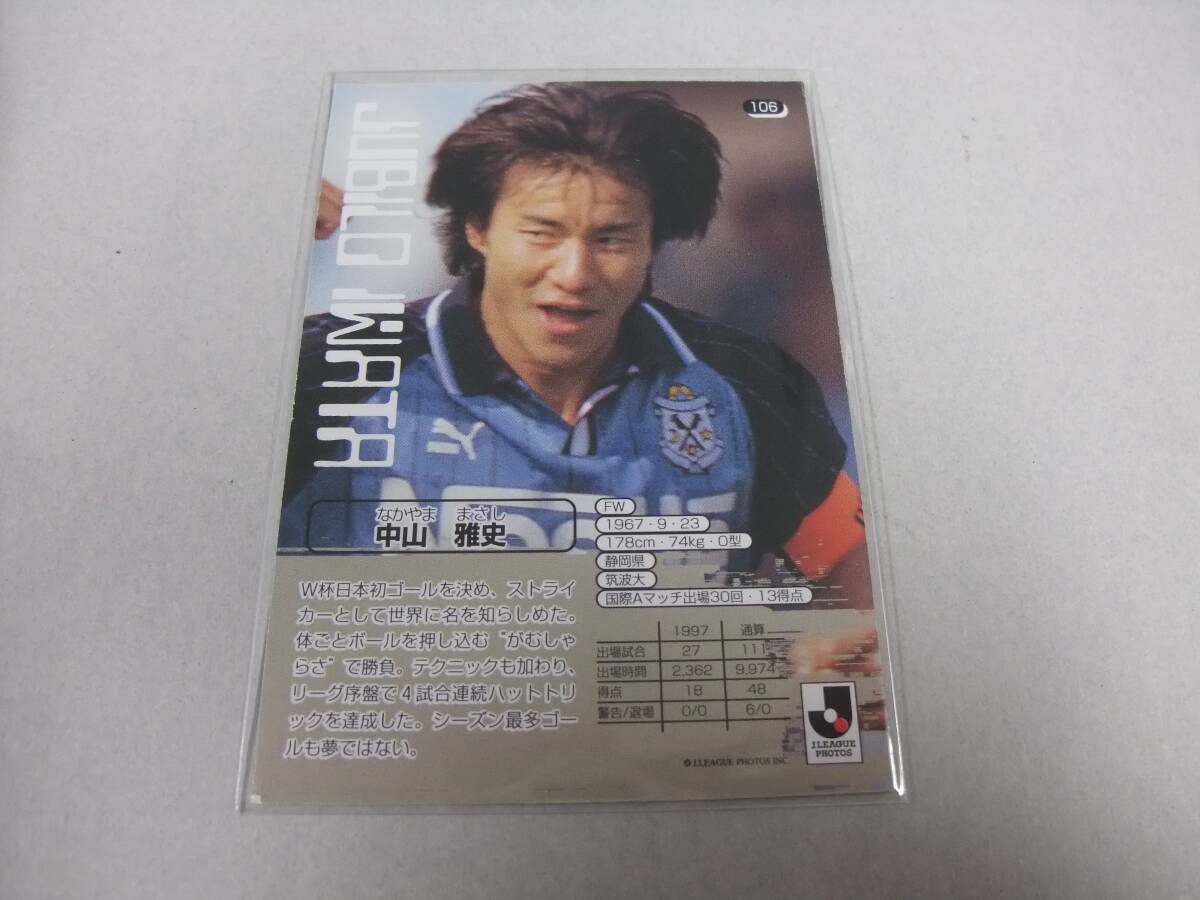 106
JUBILO IWATA
なかやま まさし
中山 雅史
FW
1967・9・23
178cm・74kg・O型
静岡県
筑波大
国際Aマッチ出場30回・13得点
W杯日本初ゴールを決め、ストライ
カーとして世界に名を知らしめた。
体ごとボールを押し込む“がむしゃ
らさ”で勝負。テクニックも加わり、
リーグ序盤で4試合連続ハットトリ
ックを達成した。シーズン最多ゴー
ルも夢ではない。
1997 通算
出場試合 27 111
出場時間 2,362 9,974
得点 18 48
警告/退場 0/0 6/0
J.LEAGUE
PHOTOS
© J.LEAGUE PHOTOS INC.